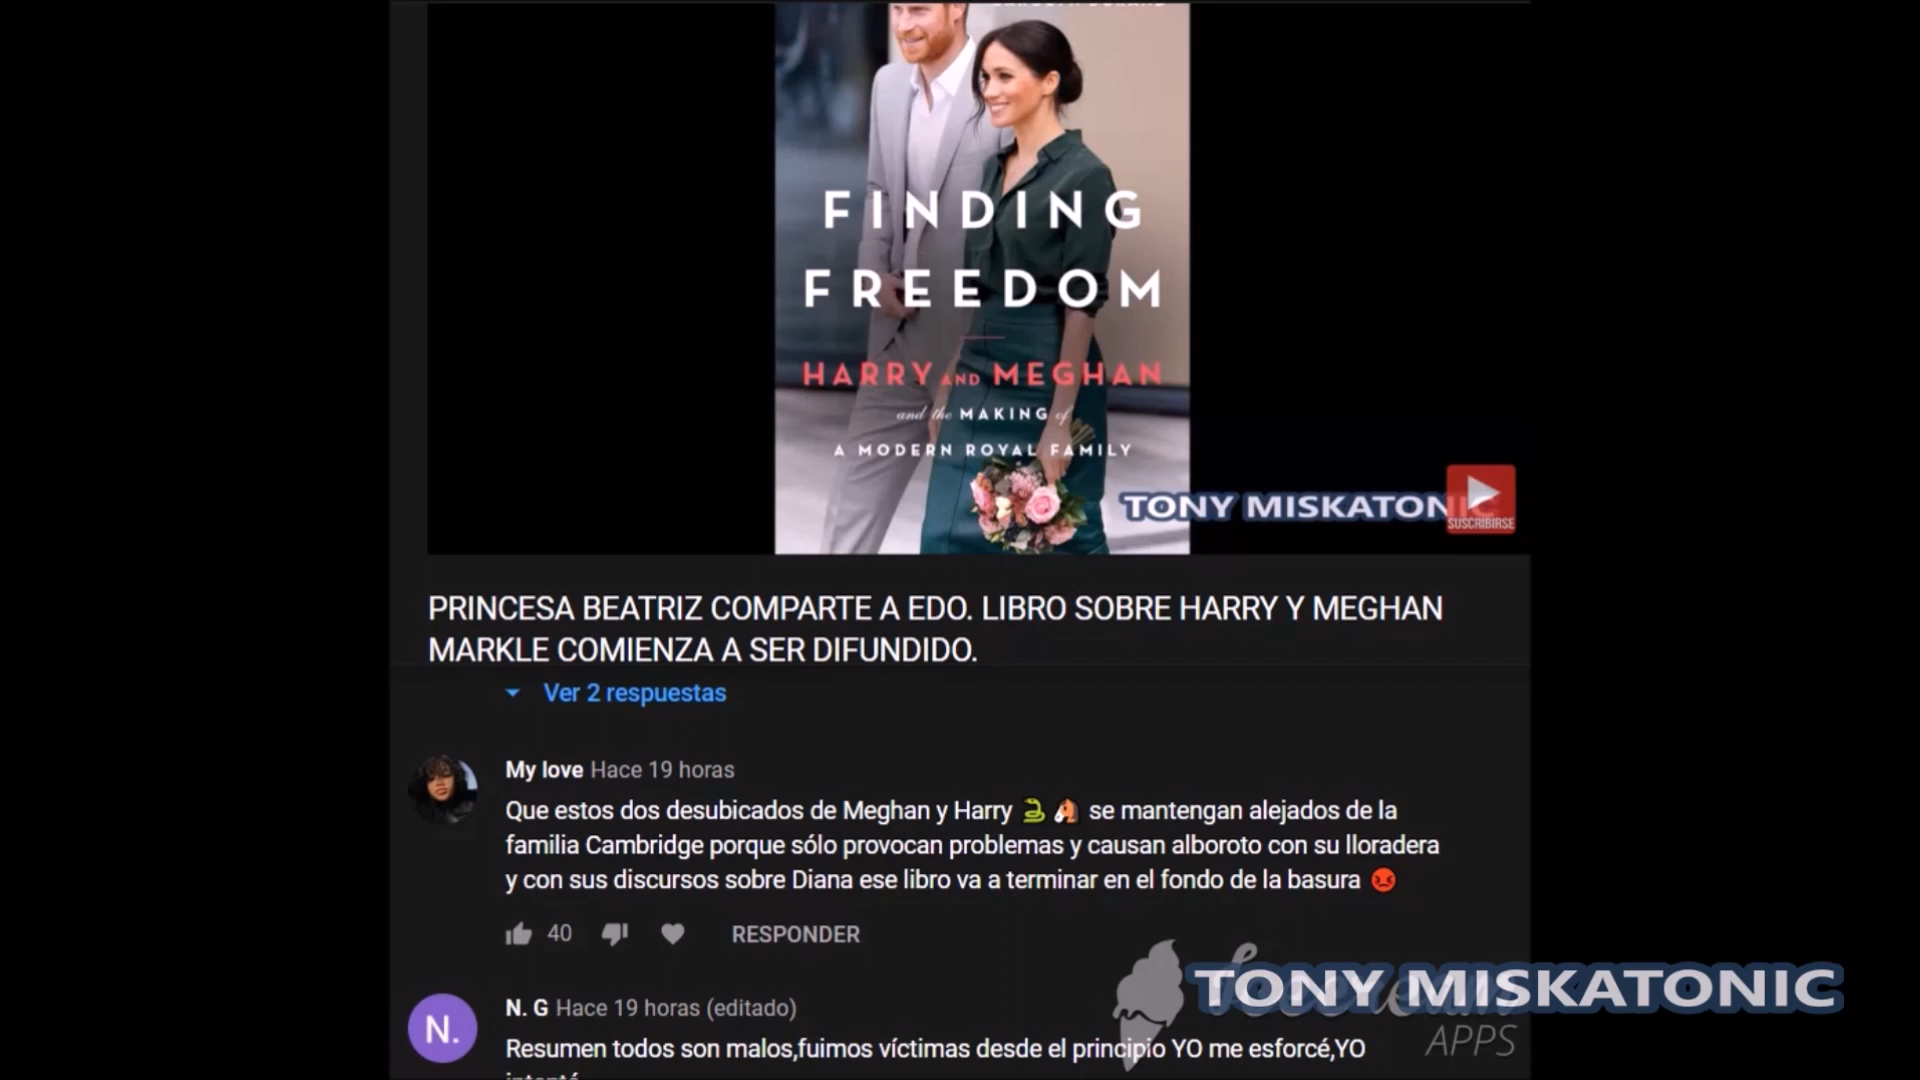 FINDING
FREEDOM
HARRY AND MEGHAN
and the MAKING of
A MODERN ROYAL FAMILY
TONY MISKATONIC
SUSCRIBIRSE
PRINCESA BEATRIZ COMPARTE A EDO. LIBRO SOBRE HARRY Y MEGHAN
MARKLE COMIENZA A SER DIFUNDIDO.
Ver 2 respuestas
My love Hace 19 horas
Que estos dos desubicados de Meghan y Harry 🐍 🐴 se mantengan alejados de la
familia Cambridge porque sólo provocan problemas y causan alboroto con su lloradera
y con sus discursos sobre Diana ese libro va a terminar en el fondo de la basura 😡
40 RESPONDER
N. G Hace 19 horas (editado)
N.
Resumen todos son malos,fuimos víctimas desde el principio YO me esforcé,YO
TONY MISKATONIC
APPS